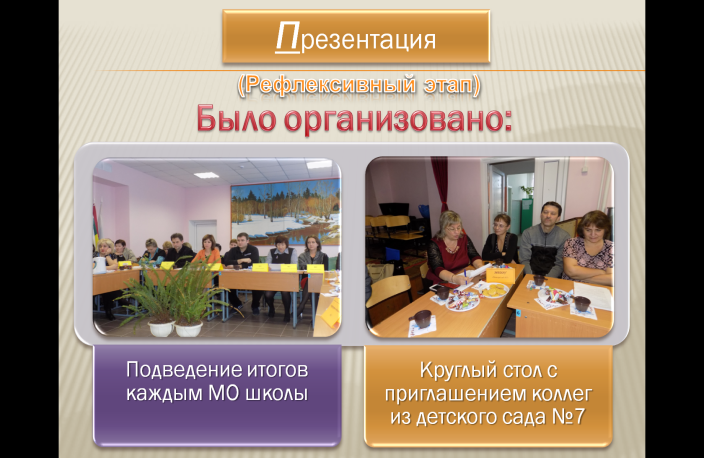 Презентация
(Рефлексивный этап)
Было организовано:
Подведение итогов
каждым МО школы
Круглый стол с
приглашением коллег
из детского сада №7